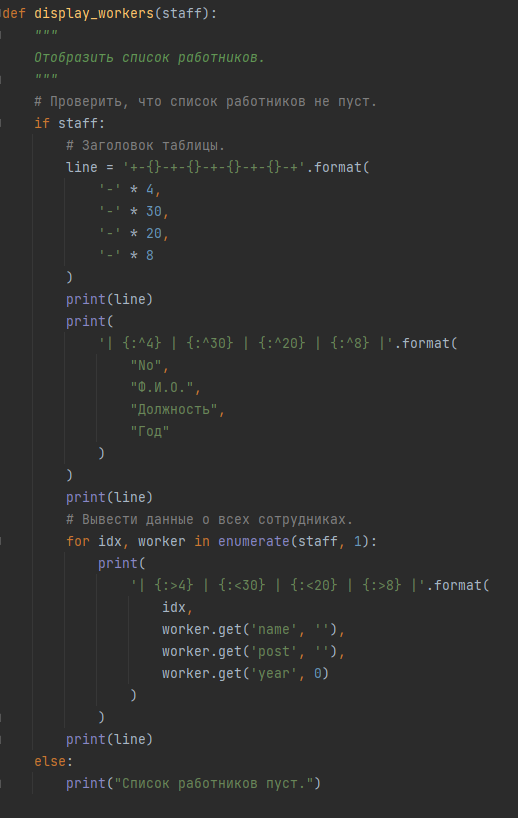 def display_workers(staff):
    """
    Отобразить список работников.
    """
    # Проверить, что список работников не пуст.
    if staff:
        # Заголовок таблицы.
        line = '+-{}-+-{}-+-{}-+-{}-+'.format(
            '-' * 4,
            '-' * 30,
            '-' * 20,
            '-' * 8
        )
        print(line)
        print(
            '| {:^4} | {:^30} | {:^20} | {:^8} |'.format(
                "No",
                "Ф.И.О.",
                "Должность",
                "Год"
            )
        )
        print(line)
        # Вывести данные о всех сотрудниках.
        for idx, worker in enumerate(staff, 1):
            print(
                '| {:>4} | {:<30} | {:<20} | {:>8} |'.format(
                    idx,
                    worker.get('name', ''),
                    worker.get('post', ''),
                    worker.get('year', 0)
                )
            )
        print(line)
    else:
        print("Список работников пуст.")